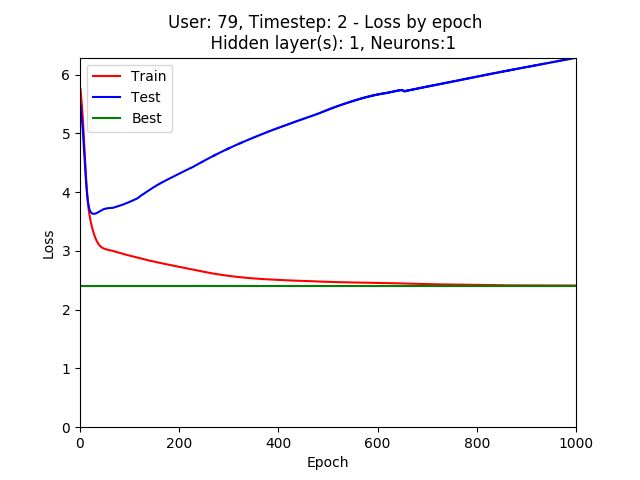 User: 79, Timestep: 2 - Loss by epoch
Hidden layer(s): 1, Neurons:1
Train
Test
Best
6
5
4
3
2
1
0
Loss
0 200 400 600 800 1000
Epoch